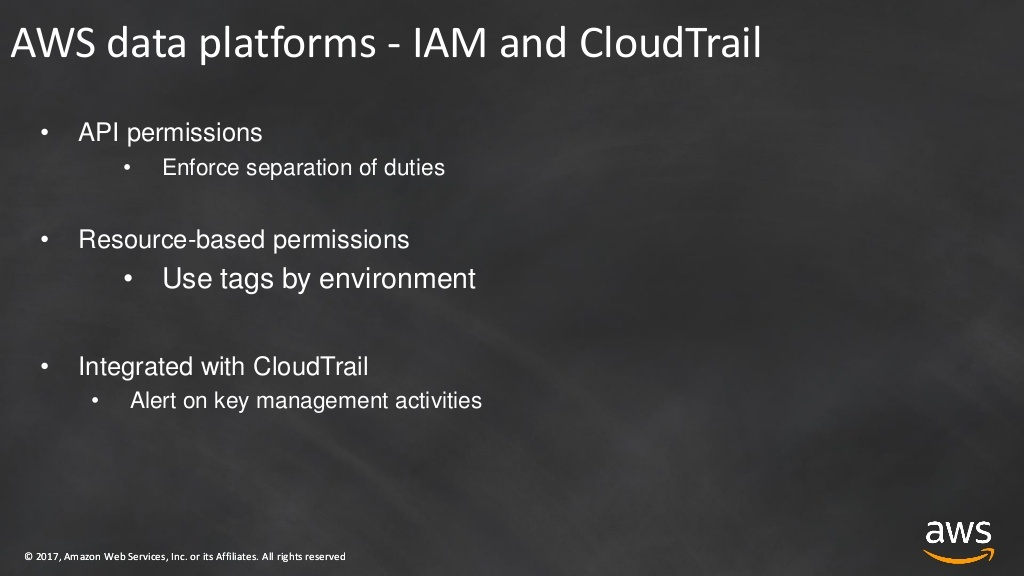 AWS data platforms - IAM and CloudTrail
• API permissions
• Enforce separation of duties
• Resource-based permissions
• Use tags by environment
• Integrated with CloudTrail
• Alert on key management activities
© 2017, Amazon Web Services, Inc. or its Affiliates. All rights reserved
aws